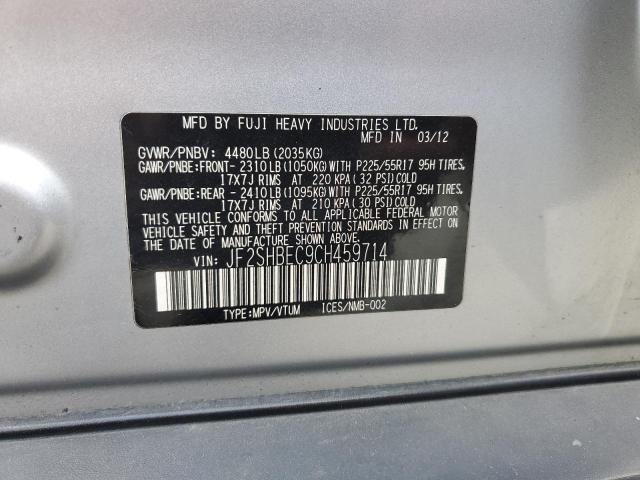 MFD BY FUJI HEAVY INDUSTRIES LTD.
MFD IN 03/12
GVWR/PNBV: 4480LB(2035KG)
GAWR/PNBE:FRONT-2310LB(1050KG)WITH P225/55R17 95H TIRES,
17X7J RIMS AT 220 KPA(32 PSI)COLD
GAWR/PNBE:REAR -2410LB(1095KG)WITH P225/55R17 95H TIRES,
17X7J RIMS AT 210 KPA(30 PSI)COLD
THIS VEHICLE CONFORMS TO ALL APPLICABLE FEDERAL MOTOR
VEHICLE SAFETY AND THEFT PREVENTION STANDARDS IN EFFECT ON
THE DATE OF MANUFACTURE SHOWN ABOVE.
VIN: JF2SHBEC9CH459714
TYPE:MPV/VTUM ICES/NMB-002